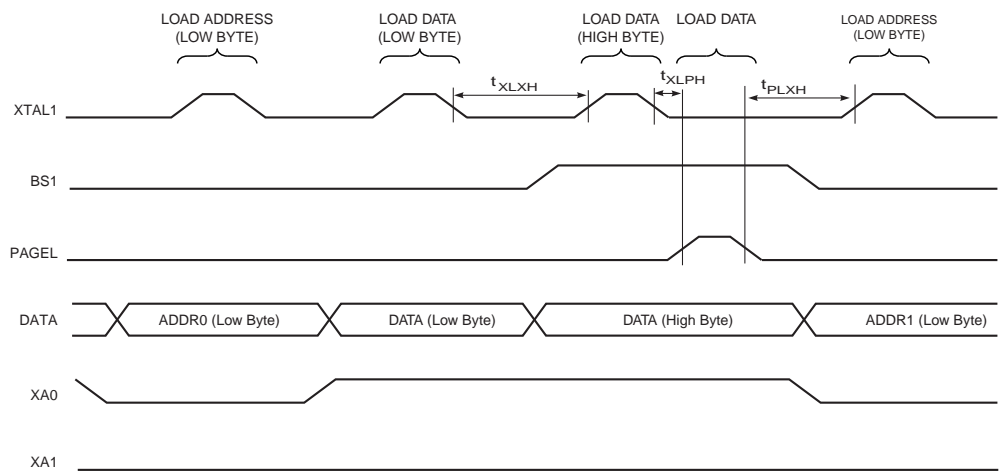 LOAD ADDRESS
(LOW BYTE)
LOAD DATA
(LOW BYTE)
LOAD DATA
(HIGH BYTE)
LOAD DATA
LOAD ADDRESS
(LOW BYTE)
tXLXH
tXLPH
tPLXH
XTAL1
BS1
PAGEL
DATA
ADDR0 (Low Byte)
DATA (Low Byte)
DATA (High Byte)
ADDR1 (Low Byte)
XA0
XA1